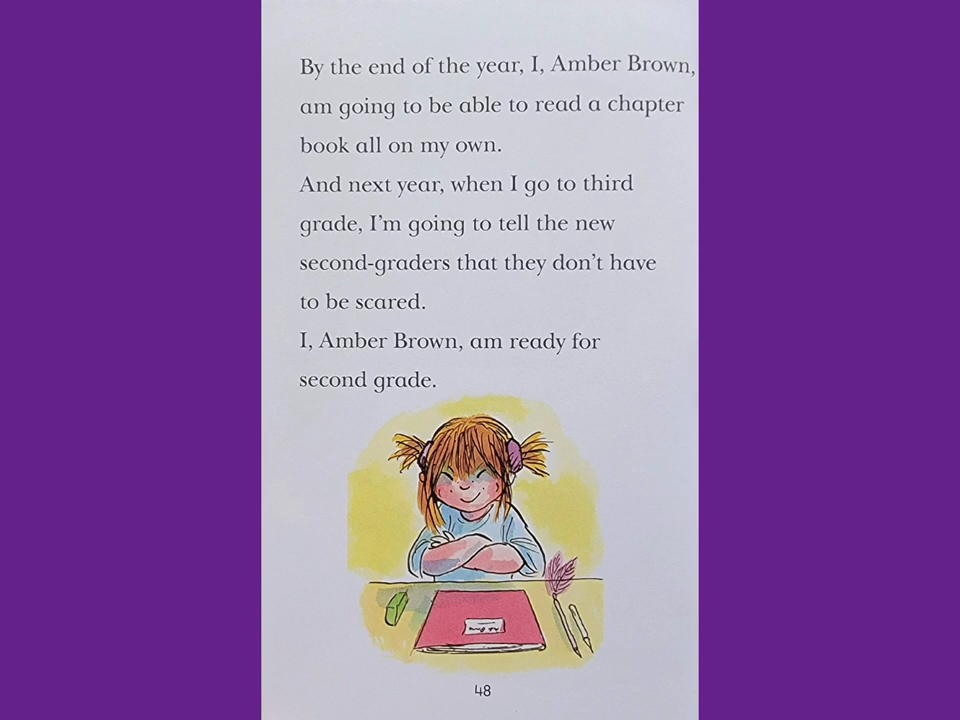 By the end of the year, I, Amber Brown,
am going to be able to read a chapter
book all on my own.
And next year, when I go to third
grade, I’m going to tell the new
second-graders that they don’t have
to be scared.
I, Amber Brown, am ready for
second grade.
48